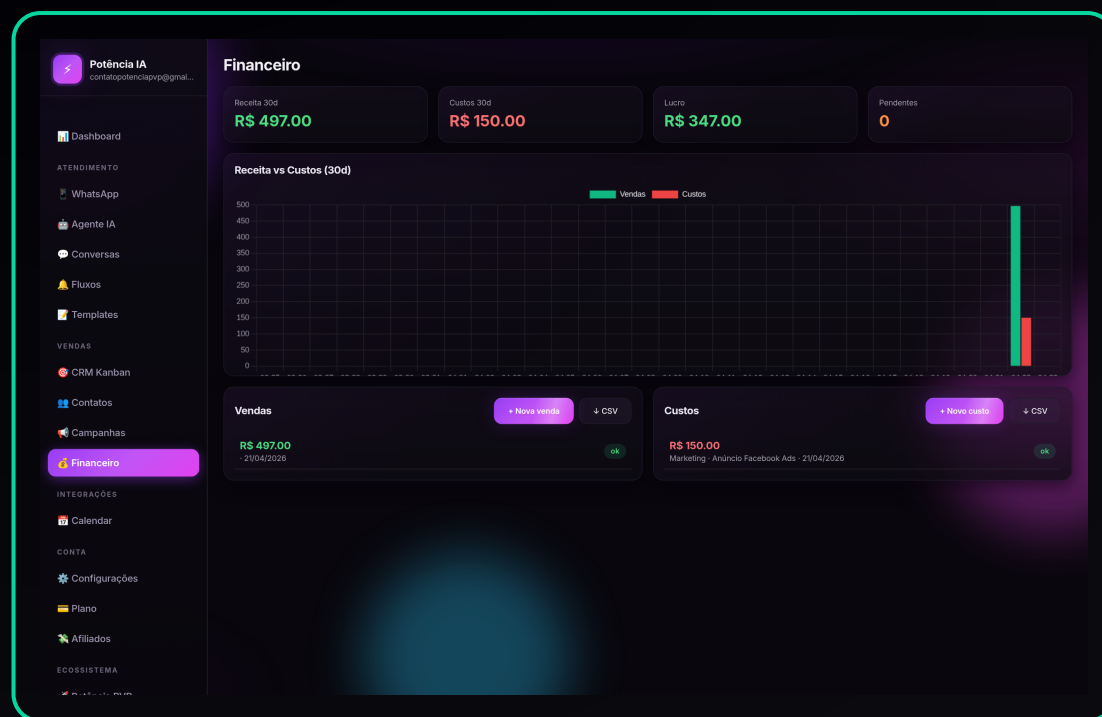 Potência IA
contatopotenciapvp@gmai...
Dashboard
ATENDIMENTO
WhatsApp
Agente IA
Conversas
Fluxos
Templates
VENDAS
CRM Kanban
Contatos
Campanhas
Financeiro
INTEGRAÇÕES
Calendar
CONTA
Configurações
Plano
Afiliados
ECOSSISTEMA
Financeiro
Receita 30d
R$ 497.00
Custos 30d
R$ 150.00
Lucro
R$ 347.00
Pendentes
0
Receita vs Custos (30d)
Vendas Custos
500
450
400
350
300
250
200
150
100
50
0
Vendas
+ Nova venda
↓ CSV
R$ 497.00
· 21/04/2026
ok
Custos
+ Novo custo
↓ CSV
R$ 150.00
Marketing · Anúncio Facebook Ads · 21/04/2026
ok